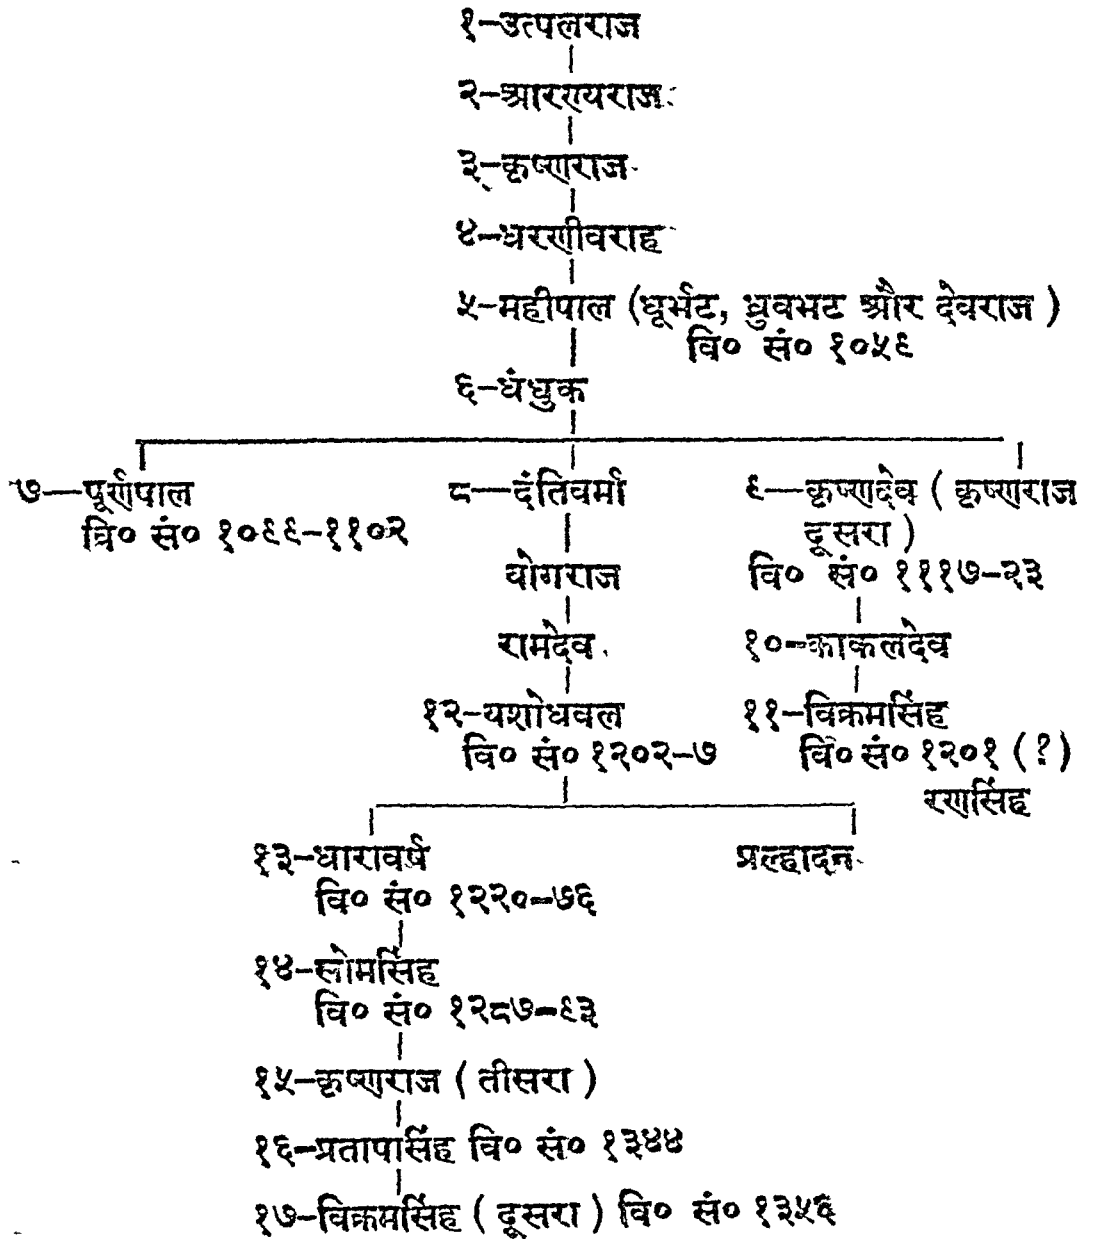 १-उत्पलराज
२-आरण्यराज
३-कृष्णराज
४-धरणीवराह
५-महीपाल (धूर्भट, ध्रुवभट और देवराज )
वि० सं० १०५९
६-धंधुक
७—पूर्णपाल
वि० सं० १०९९-११०२
८—दंतिवर्मा
योगराज
रामदेव
१२-यशोधवल
वि० सं० १२०२-७
९—कृष्णदेव ( कृष्णराज
दूसरा )
वि० सं० १११७-२३
१०-काकलदेव
११-विक्रमसिंह
वि० सं० १२०१ (?)
रणसिंह
१३-धारावर्ष
वि० सं० १२२०-७६
प्रल्हादन
१४-सोमसिंह
वि० सं० १२८७-९३
१५-कृष्णराज ( तीसरा )
१६-प्रतापसिंह वि० सं० १३४४
१७-विक्रमसिंह ( दूसरा ) वि० सं० १३५६